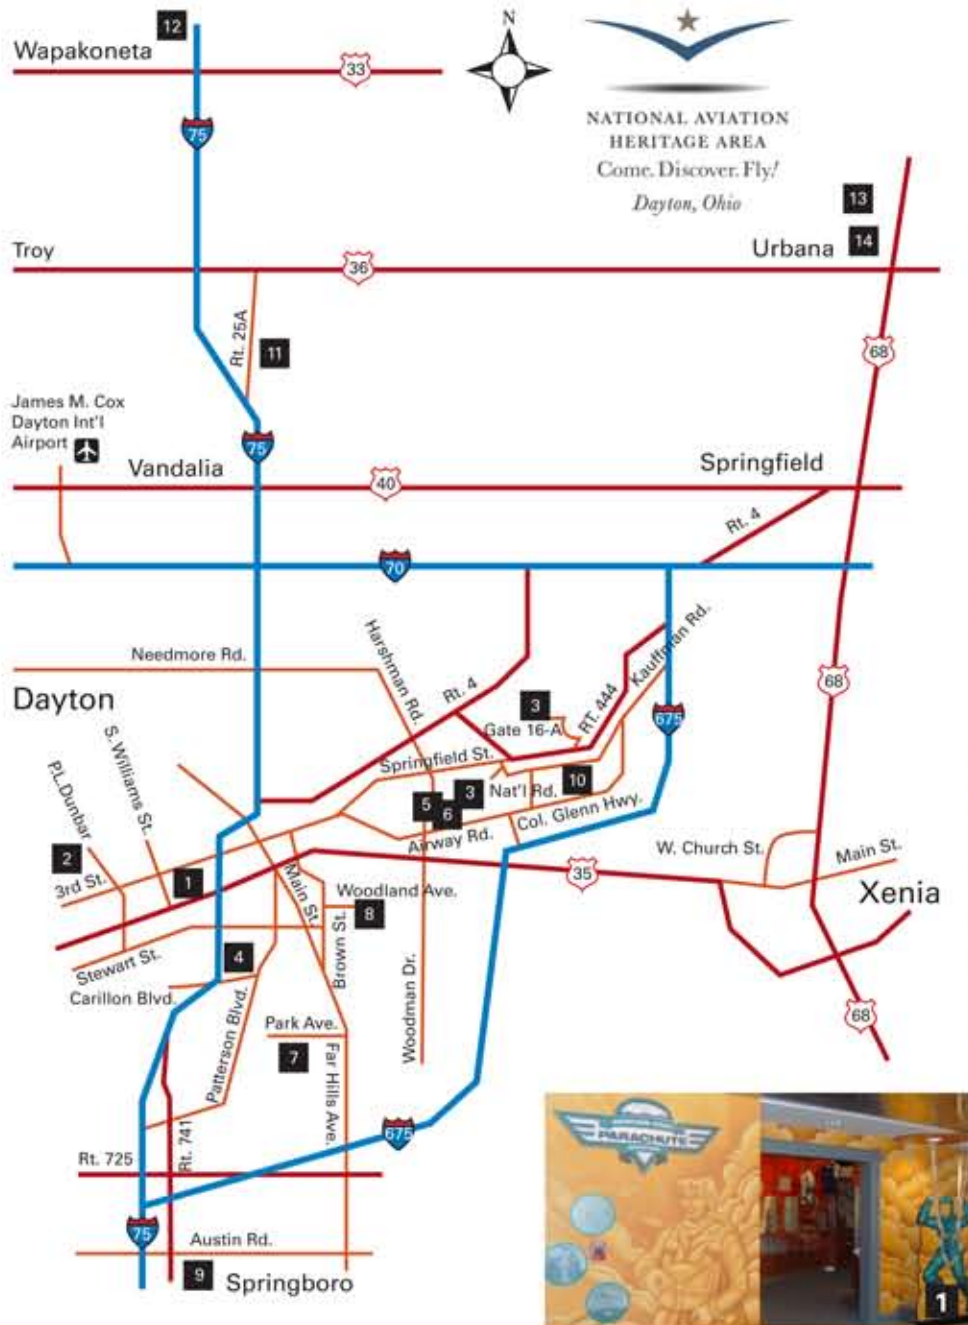 12
Wapakoneta
33
N
75
NATIONAL AVIATION
HERITAGE AREA
Come. Discover. Fly!
Dayton, Ohio
13
14
Troy
36
Urbana
Rt. 25A
11
68
James M. Cox
Dayton Int'l
Airport
75
Vandalia
40
Springfield
Rt. 4
70
Needmore Rd.
Harshman Rd.
Kauffman Rd.
68
Dayton
Rt. 4
3
Gate 16-A
RT. 444
675
S. Williams St.
P.L.Dunbar
Springfield St.
3
Nat'l Rd.
10
5
6
Col. Glenn Hwy.
Airway Rd.
2
3rd St.
1
35
W. Church St.
Main St.
Xenia
Main St.
Woodland Ave.
8
Brown St.
Stewart St.
4
Carillon Blvd.
Patterson Blvd.
Woodman Dr.
68
Park Ave.
7
Far Hills Ave.
675
Rt. 741
Rt. 725
75
Austin Rd.
9
Springboro
PARACHUTE
1